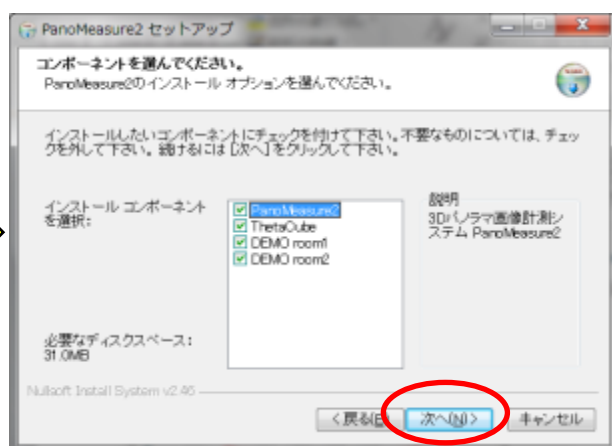 PanoMeasure2 セットアップ
コンポーネントを選んでください。
PanoMeasure2のインストール オプションを選んでください。
インストールしたいコンポーネントにチェックを付けて下さい。不要なものについては、チェッ
クを外して下さい。続けるには [次へ] をクリックして下さい。
インストール コンポーネント
を選択:
PanoMeasure2
ThetaCube
DEMO room1
DEMO room2
説明
3Dパノラマ画像計測シ
ステム PanoMeasure2
必要なディスクスペース:
31.0MB
Nullsoft Install System v2.46
< 戻る(B)
次へ(N) >
キャンセル